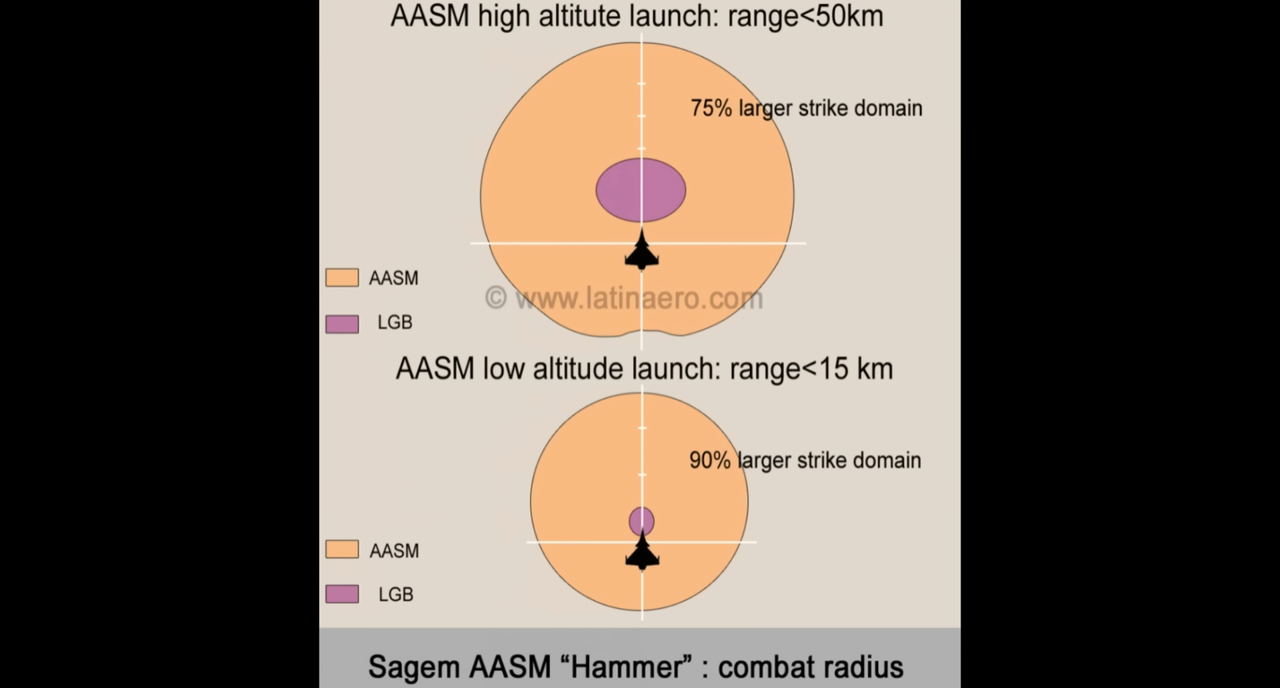 AASM high altitute launch: range<50km
75% larger strike domain
AASM
© www.latinaero.com
LGB
AASM low altitude launch: range<15 km
90% larger strike domain
AASM
LGB
Sagem AASM “Hammer” : combat radius